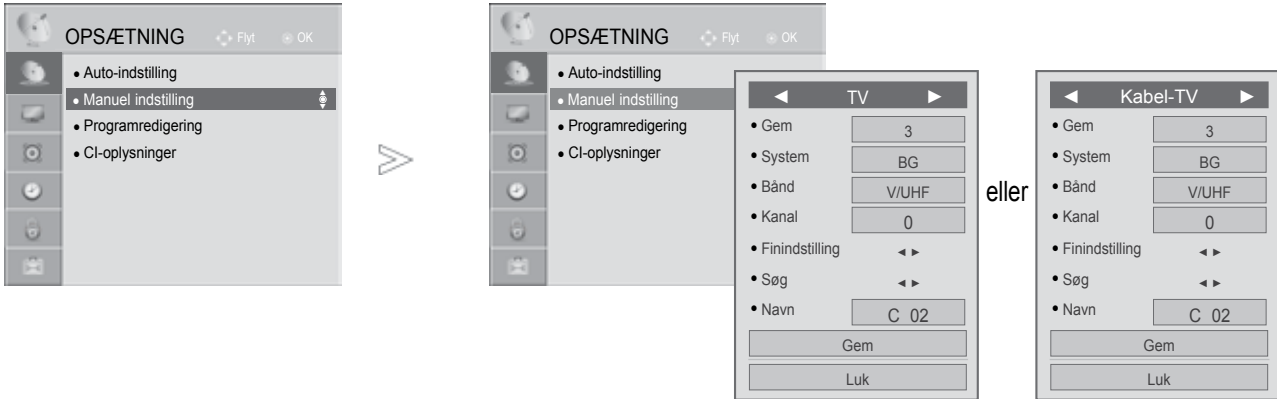 OPSÆTNING Flyt OK
• Auto-indstilling
• Manuel indstilling
• Programredigering
• CI-oplysninger
OPSÆTNING Flyt OK
• Auto-indstilling
• Manuel indstilling
• Programredigering
• CI-oplysninger
◄ TV ►
• Gem 3
• System BG
• Bånd V/UHF
• Kanal 0
• Finindstilling ◄ ►
• Søg ◄ ►
• Navn C 02
Gem
Luk
eller
◄ Kabel-TV ►
• Gem 3
• System BG
• Bånd V/UHF
• Kanal 0
• Finindstilling ◄ ►
• Søg ◄ ►
• Navn C 02
Gem
Luk